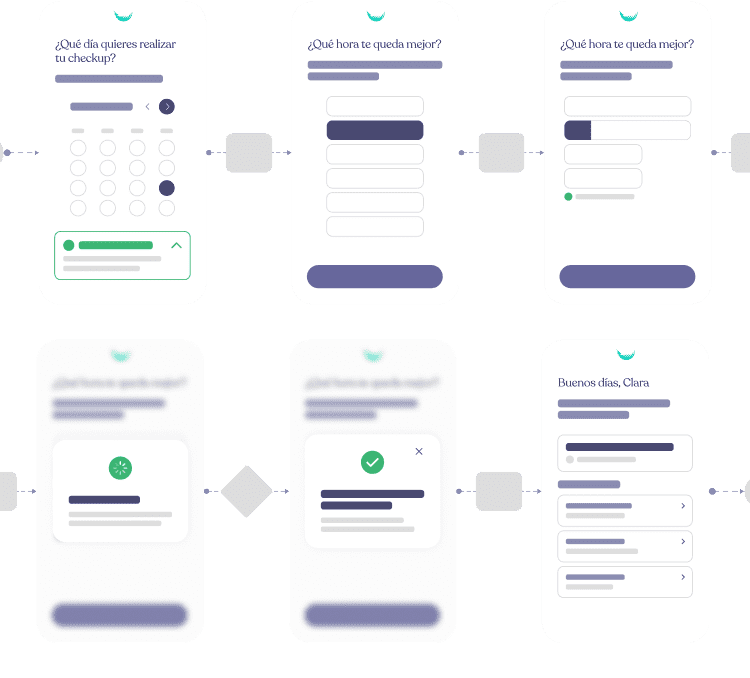 ¿Qué día quieres realizar
tu checkup?
¿Qué hora te queda mejor?
¿Qué hora te queda mejor?
¿Qué hora te queda mejor?
¿Qué hora te queda mejor?
Buenos días, Clara